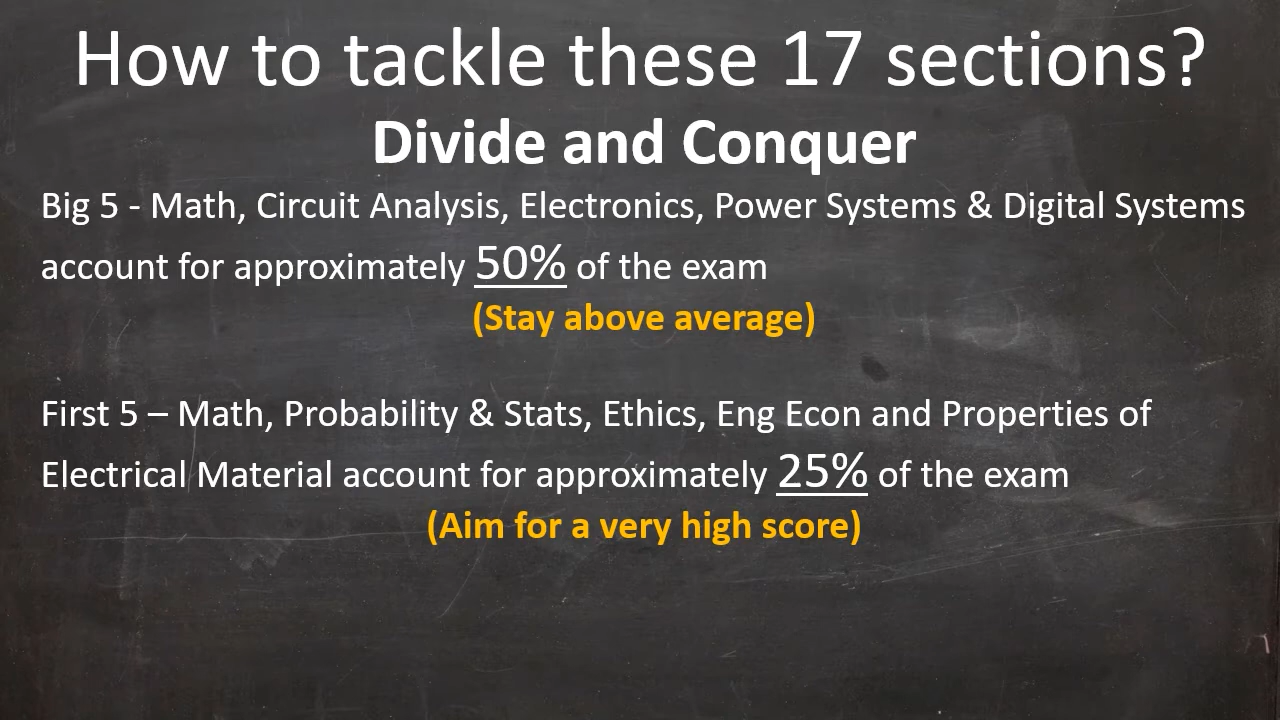 How to tackle these 17 sections?
Divide and Conquer
Big 5 - Math, Circuit Analysis, Electronics, Power Systems & Digital Systems
account for approximately 50% of the exam
(Stay above average)
First 5 – Math, Probability & Stats, Ethics, Eng Econ and Properties of
Electrical Material account for approximately 25% of the exam
(Aim for a very high score)